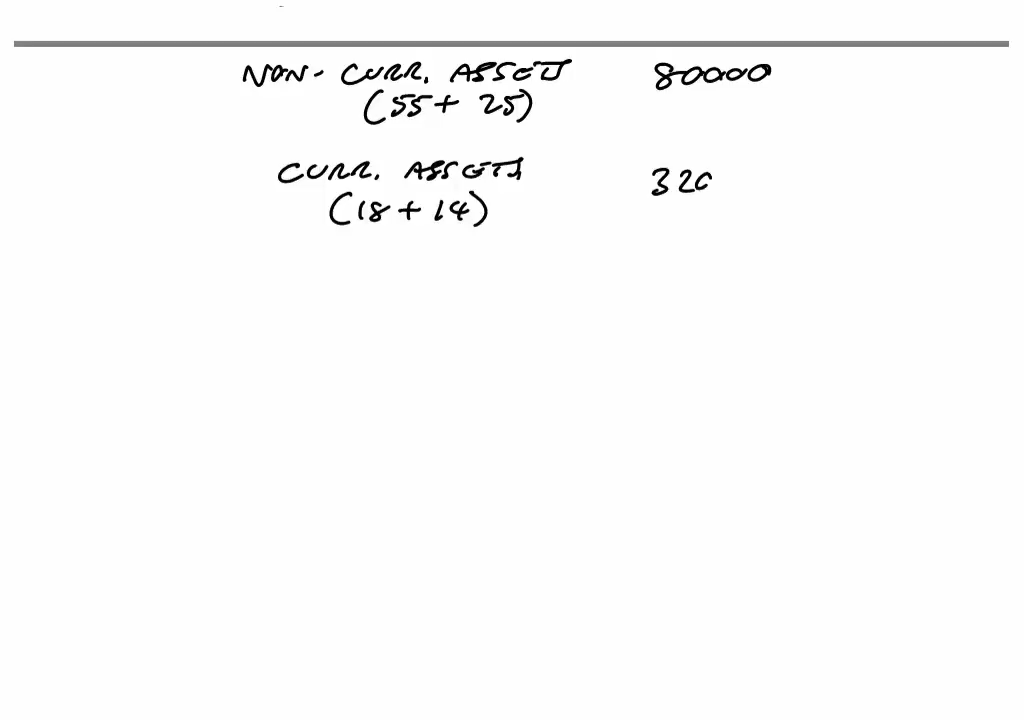 NON- CURR. ASSETS 80000
(55 + 25)
CURR. ASSETS 320
(18 + 14)